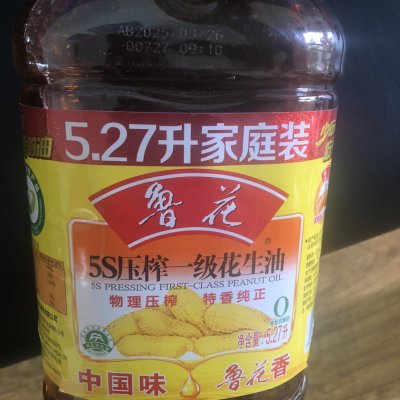 AB2025/03/26
00727 09:10
5.27升家庭装
魯花
®
5S压榨一级花生油
5S PRESSING FIRST-CLASS PEANUT OIL
物理压榨 特香纯正
0
净含量:5.27升
中国味 魯花香